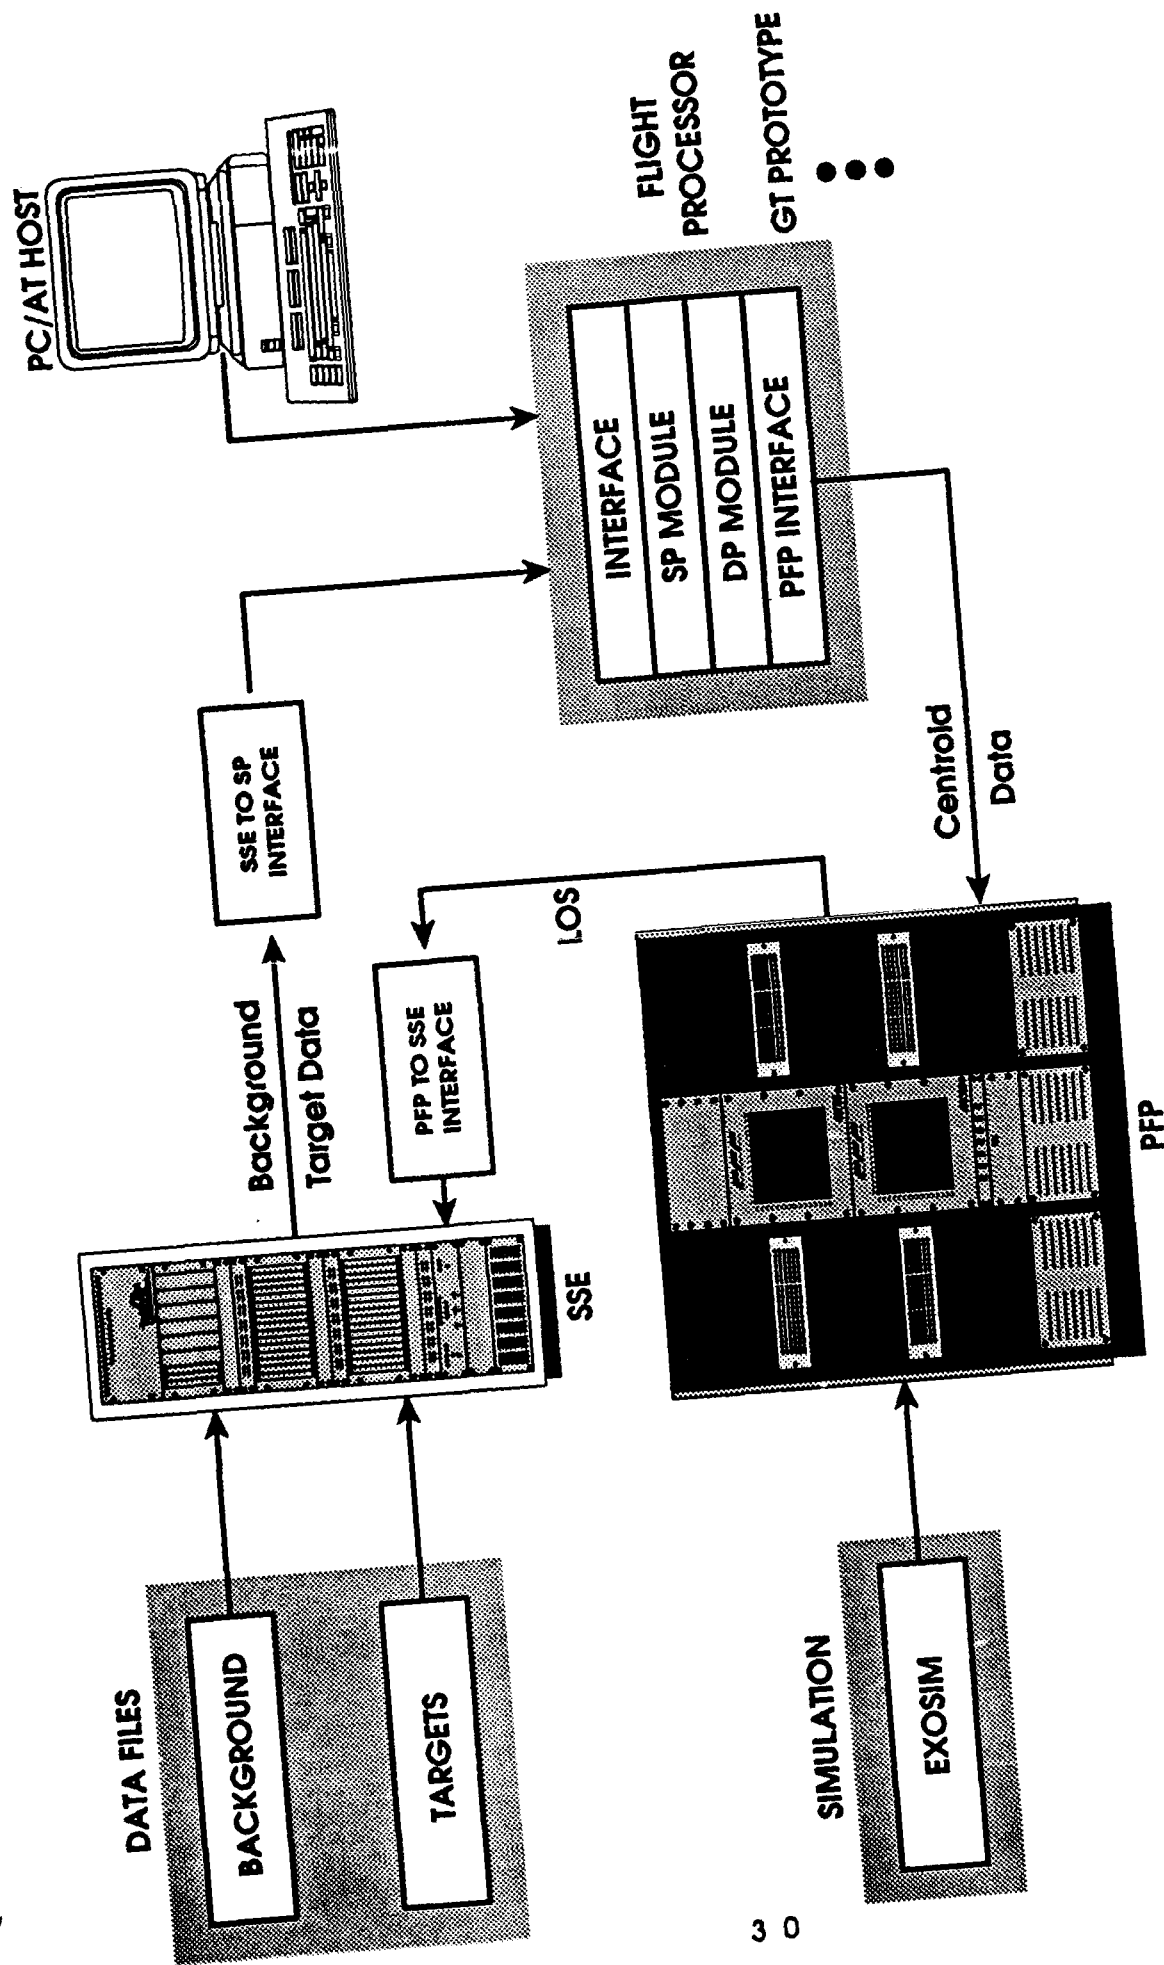 DATA FILES
BACKGROUND
TARGETS
SSE
Background
Target Data
SSE TO SP
INTERFACE
PFP TO SSE
INTERFACE
LOS
PC/AT HOST
INTERFACE
SP MODULE
DP MODULE
PFP INTERFACE
FLIGHT
PROCESSOR
GT PROTOTYPE
Centroid
Data
SIMULATION
EXOSIM
PFP
30